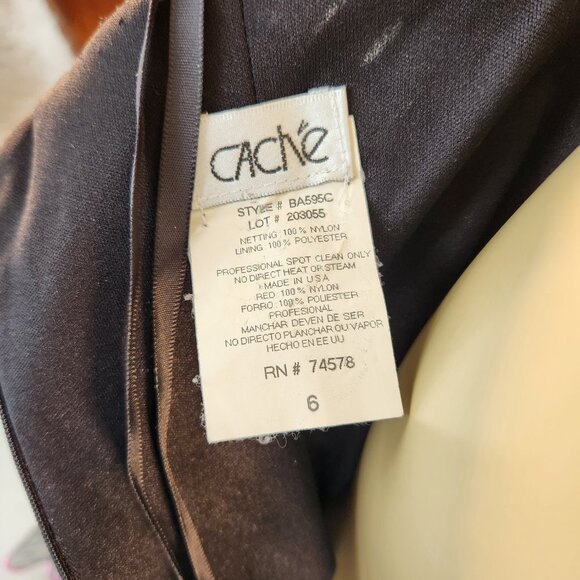 CAChé
STYLE # BA595C
LOT # 203055
NETTING: 100% NYLON
LINING: 100% POLYESTER
PROFESSIONAL SPOT CLEAN ONLY
NO DIRECT HEAT OR STEAM
MADE IN U.S.A
RED: 100% NYLON
FORRO: 100% POLIESTER
PROFESIONAL
MANCHAR DEVEN DE SER
NO DIRECTO PLANCHAR OU VAPOR
HECHO EN EE UU
RN # 74578
6